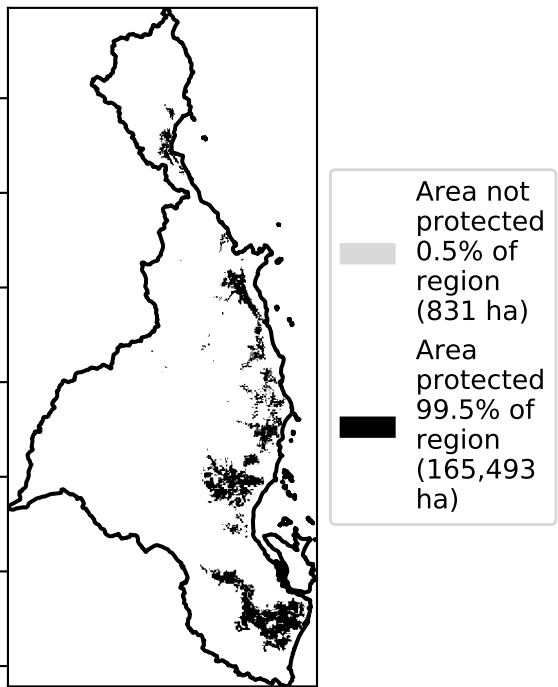 Area not
protected
0.5% of
region
(831 ha)
Area
protected
99.5% of
region
(165,493
ha)